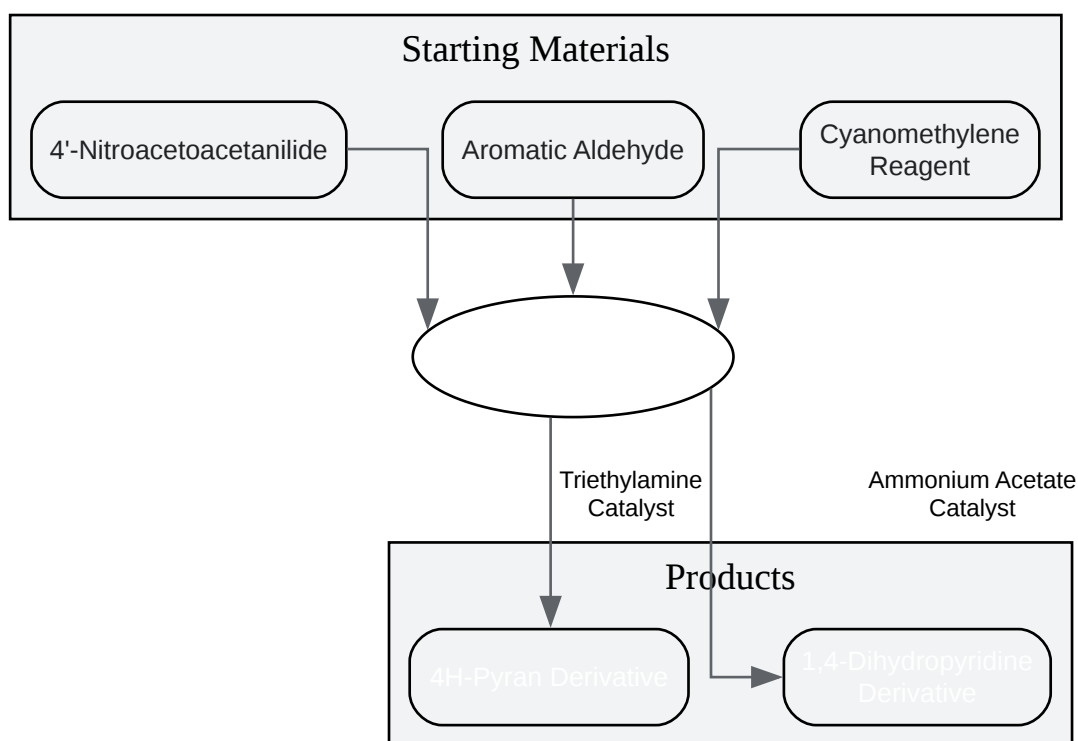 Starting Materials
4'-Nitroacetoacetanilide
Aromatic Aldehyde
Cyanomethylene
Reagent
Triethylamine
Catalyst
Ammonium Acetate
Catalyst
Products
4H-Pyran Derivative
1,4-Dihydropyridine
Derivative